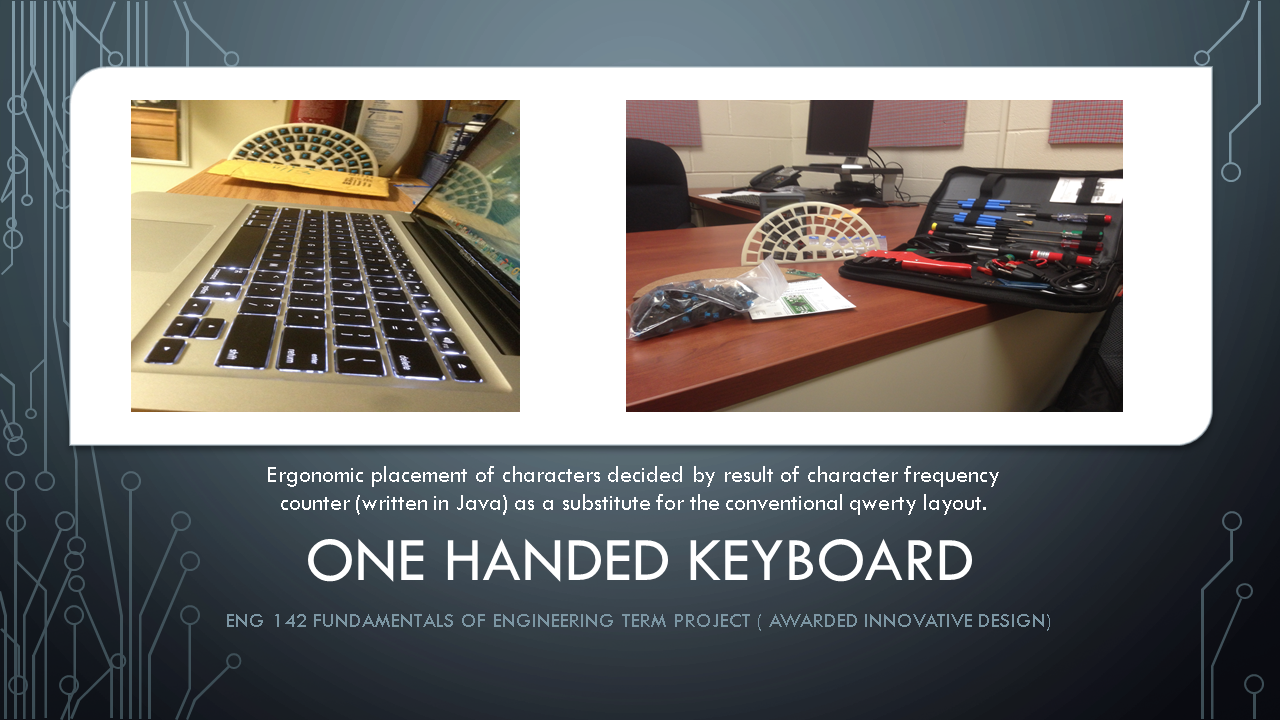 Ergonomic placement of characters decided by result of character frequency
counter (written in Java) as a substitute for the conventional qwerty layout.
ONE HANDED KEYBOARD
ENG 142 FUNDAMENTALS OF ENGINEERING TERM PROJECT ( AWARDED INNOVATIVE DESIGN)